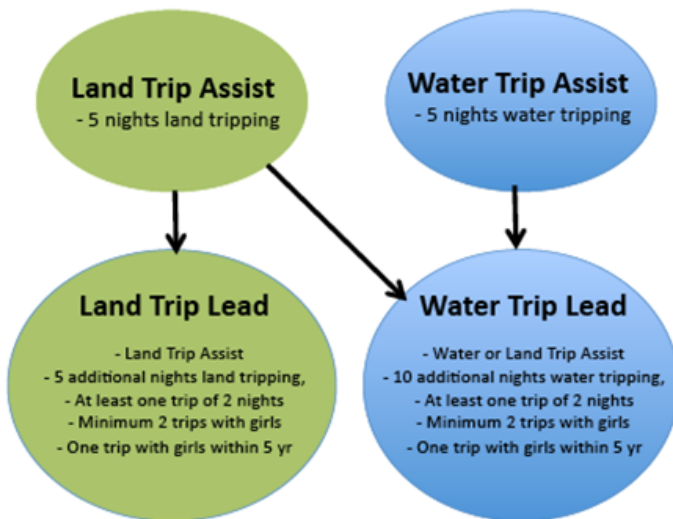 Land Trip Assist
- 5 nights land tripping
Water Trip Assist
- 5 nights water tripping
Land Trip Lead
- Land Trip Assist
- 5 additional nights land tripping,
- At least one trip of 2 nights
- Minimum 2 trips with girls
- One trip with girls within 5 yr
Water Trip Lead
- Water or Land Trip Assist
- 10 additional nights water tripping,
- At least one trip of 2 nights
- Minimum 2 trips with girls
- One trip with girls within 5 yr